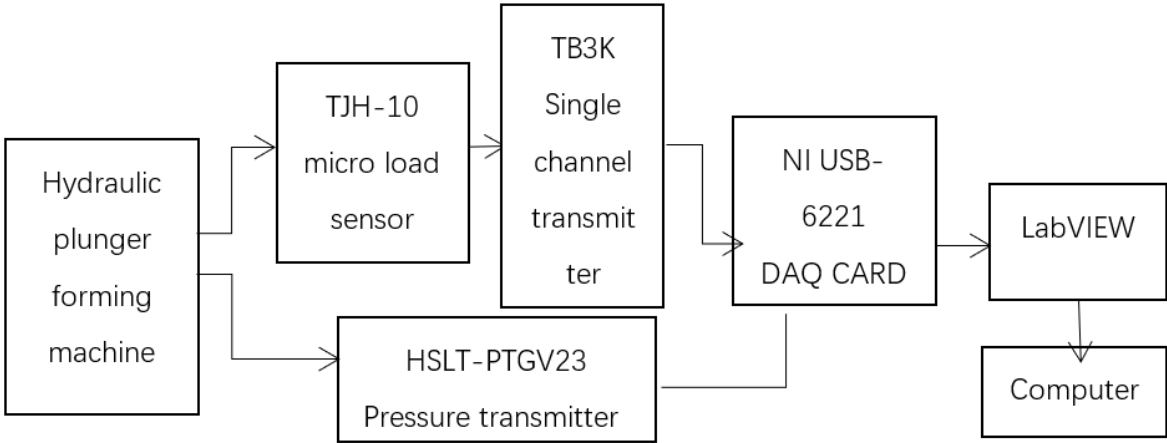 Hydraulic
plunger
forming
machine
TJH-10
micro load
sensor
TB3K
Single
channel
transmit
ter
HSLT-PTGV23
Pressure transmitter
NI USB-
6221
DAQ CARD
LabVIEW
Computer